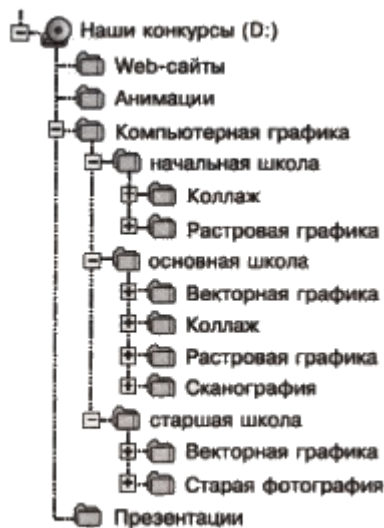 Наши конкурсы (D:)
Web-сайты
Анимации
Компьютерная графика
начальная школа
Коллаж
Растровая графика
основная школа
Векторная графика
Коллаж
Растровая графика
Сканография
старшая школа
Векторная графика
Старая фотография
Презентации